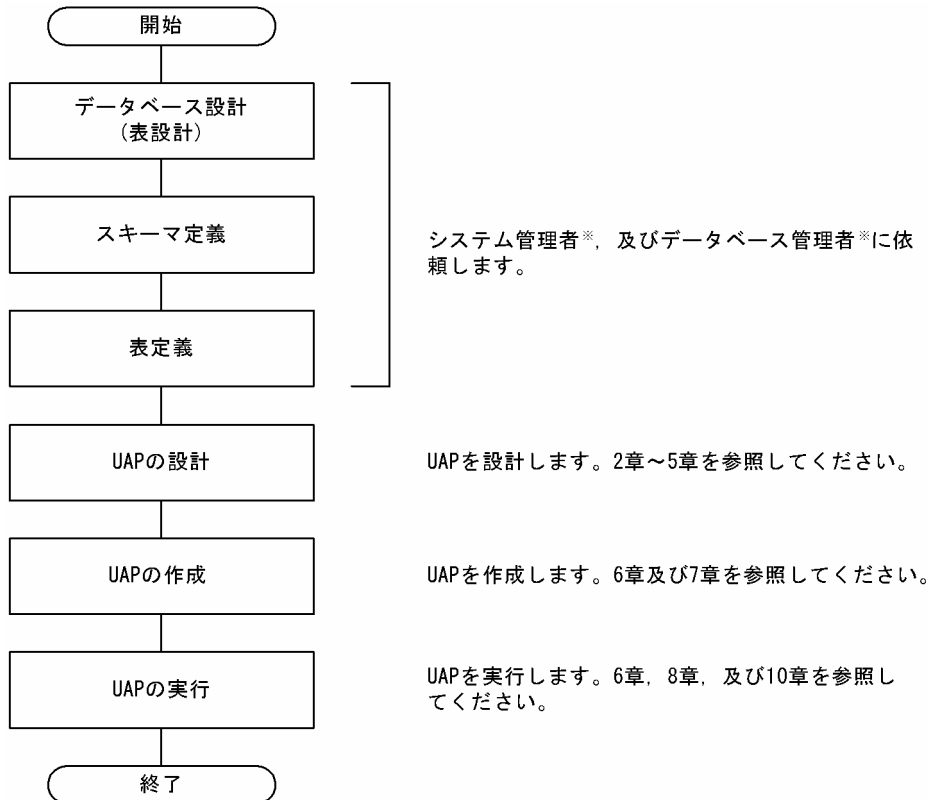 開始
データベース設計
(表設計)
スキーマ定義
システム管理者※，及びデータベース管理者※に依
頼します。
表定義
UAPの設計
UAPを設計します。2章～5章を参照してください。
UAPの作成
UAPを作成します。6章及び7章を参照してください。
UAPの実行
UAPを実行します。6章，8章，及び10章を参照し
てください。
終了